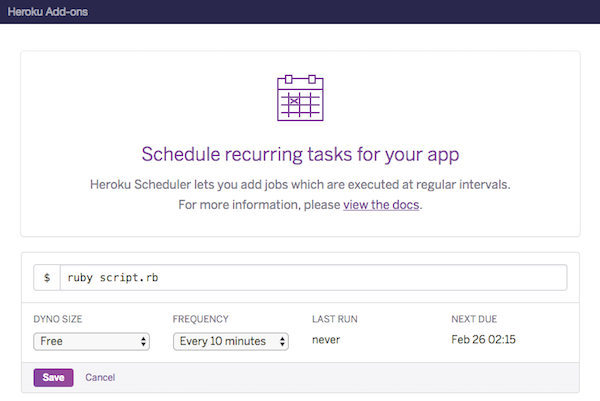 Heroku Add-ons
Schedule recurring tasks for your app
Heroku Scheduler lets you add jobs which are executed at regular intervals.
For more information, please view the docs.
$ ruby script.rb
DYNO SIZE FREQUENCY LAST RUN NEXT DUE
Free Every 10 minutes never Feb 26 02:15
Save Cancel